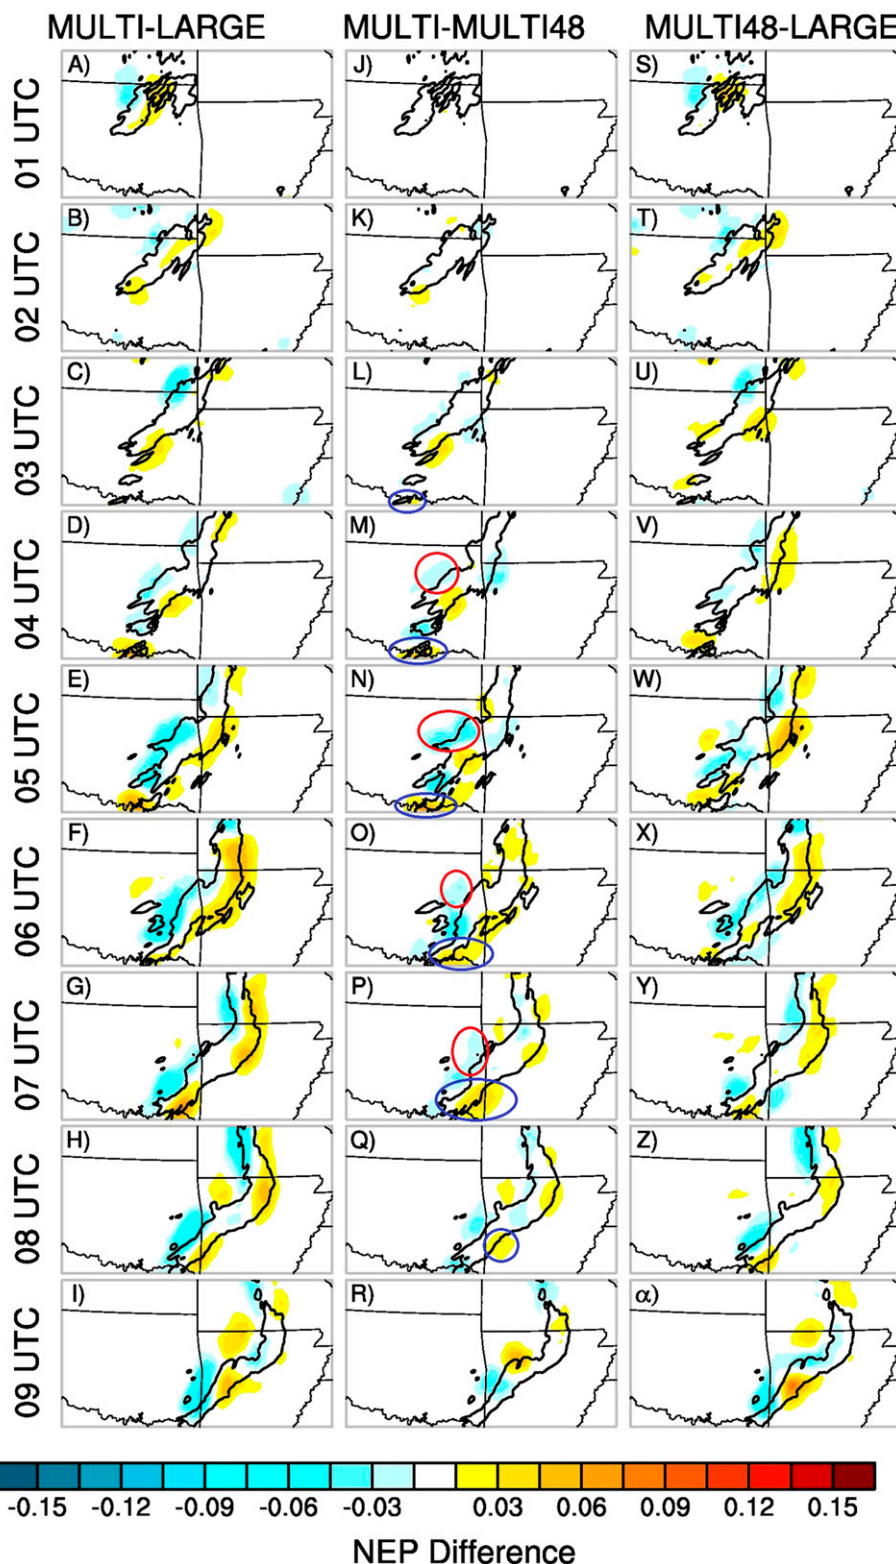 MULTI-LARGE MULTI-MULTI48 MULTI48-LARGE
01 UTC A) J) S)
02 UTC B) K) T)
03 UTC C) L) U)
04 UTC D) M) V)
05 UTC E) N) W)
06 UTC F) O) X)
07 UTC G) P) Y)
08 UTC H) Q) Z)
09 UTC I) R) α)
-0.15 -0.12 -0.09 -0.06 -0.03 0.03 0.06 0.09 0.12 0.15
NEP Difference